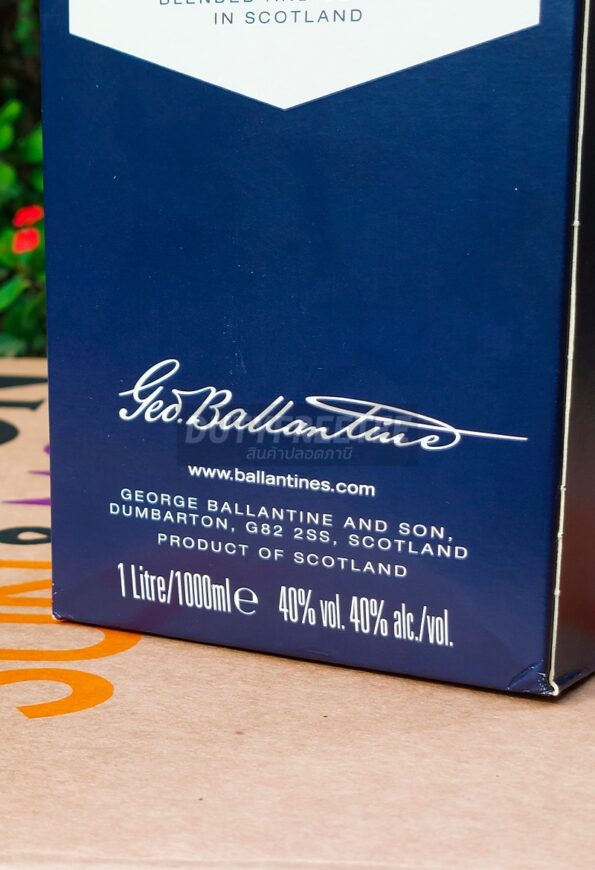 IN SCOTLAND
Geo. Ballantine
DUTYFREETHE
สินค้าปลอดภาษี
www.ballantines.com
GEORGE BALLANTINE AND SON,
DUMBARTON, G82 2SS, SCOTLAND
PRODUCT OF SCOTLAND
1 Litre/1000ml e 40% vol. 40% alc./vol.